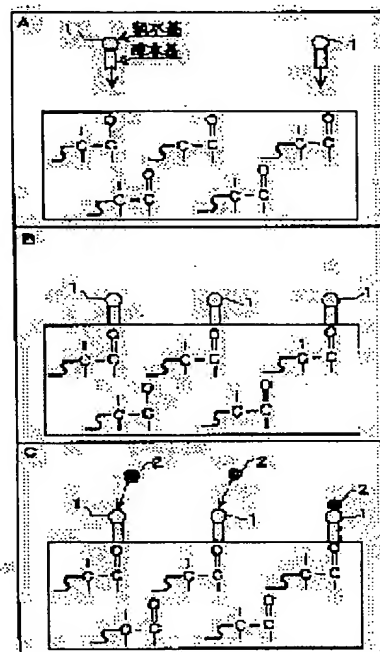 A
1 親水基
疎水基 1
O O O
C-C C-C C-C
O O
C-C C-C
B
1 1 1
O O O
C-C C-C C-C
O O
C-C C-C
C
2 2
2
1 1 1
O O O
C-C C-C C-C
O O
C C-C